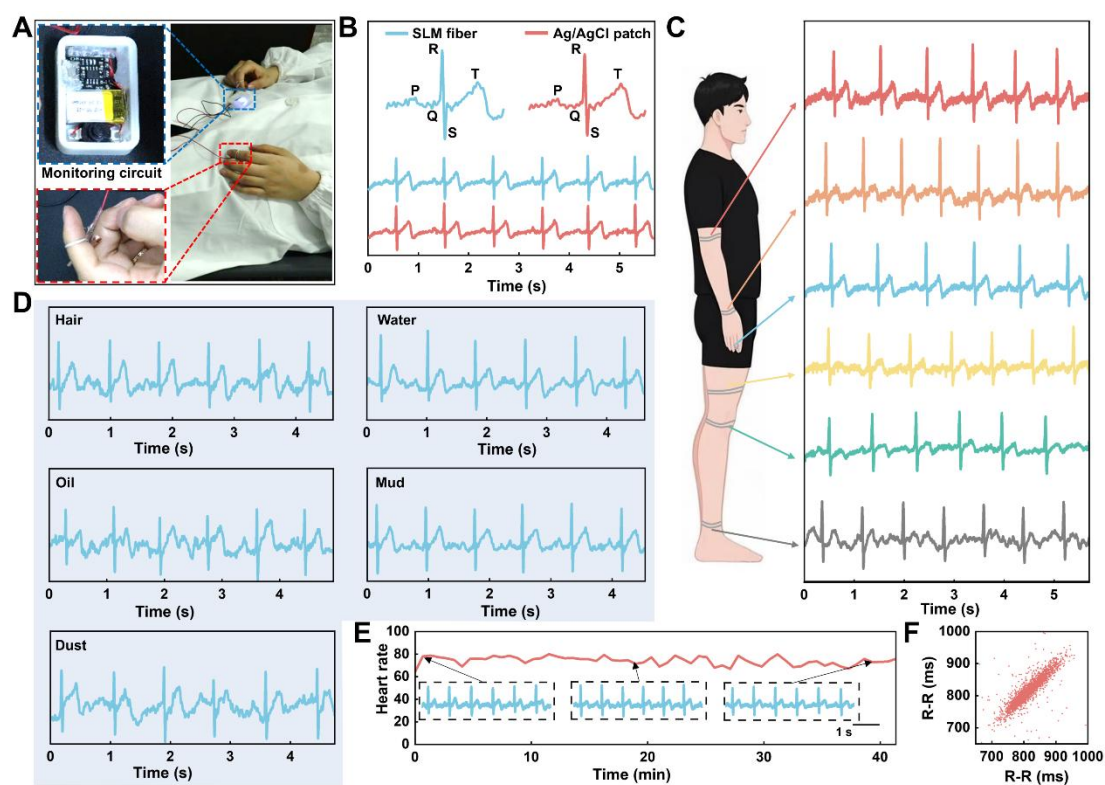 A
Monitoring circuit
B
SLM fiber
Ag/AgCl patch
R
P
Q
S
T
R
P
Q
S
T
0 1 2 3 4 5
Time (s)
C
0 1 2 3 4 5
Time (s)
D
Hair
0 1 2 3 4
Time (s)
Water
0 1 2 3 4
Time (s)
Oil
0 1 2 3 4
Time (s)
Mud
0 1 2 3 4
Time (s)
Dust
0 1 2 3 4
Time (s)
E
Heart rate
100
80
60
40
20
0
1 s
0 10 20 30 40
Time (min)
F
R-R (ms)
1000
900
800
700
700 800 900 1000
R-R (ms)